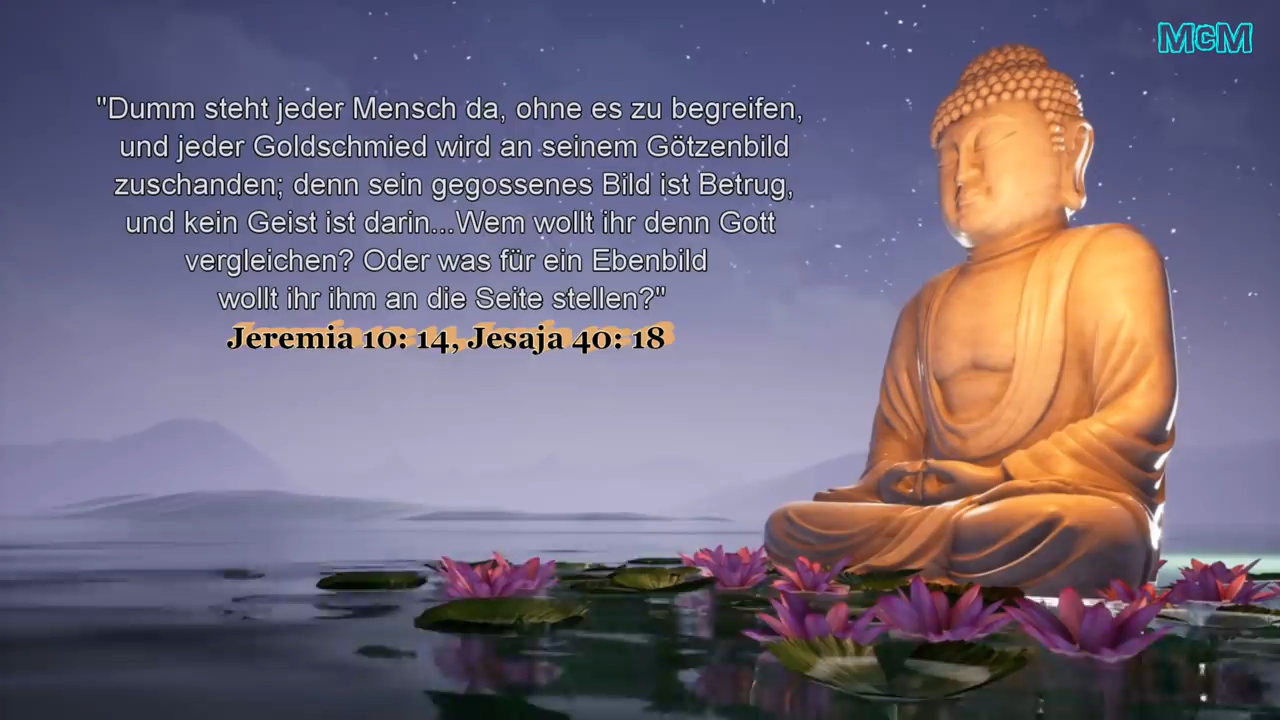 McM
"Dumm steht jeder Mensch da, ohne es zu begreifen,
und jeder Goldschmied wird an seinem Götzenbild
zuschanden; denn sein gegossenes Bild ist Betrug,
und kein Geist ist darin...Wem wollt ihr denn Gott
vergleichen? Oder was für ein Ebenbild
wollt ihr ihm an die Seite stellen?"
Jeremia 10: 14, Jesaja 40: 18